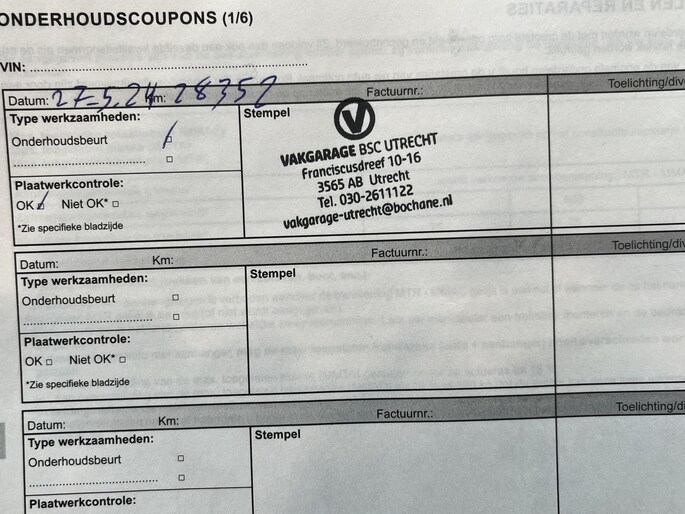 ONDERHOUDSCOUPONS (1/6)
VIN:
Datum: 27-5.24 Km: 28352 Factuurnr.: Toelichting/div
Type werkzaamheden:
Onderhoudsbeurt
Plaatwerkcontrole:
OK Niet OK*
*Zie specifieke bladzijde
Stempel
V
VAKGARAGE BSC UTRECHT
Franciscusdreef 10-16
3565 AB Utrecht
Tel. 030-2611122
vakgarage-utrecht@bochane.nl
Datum: Km: Factuurnr.: Toelichting/div
Type werkzaamheden:
Onderhoudsbeurt
Plaatwerkcontrole:
OK Niet OK*
*Zie specifieke bladzijde
Stempel
Datum: Km: Factuurnr.: Toelichting/di
Type werkzaamheden:
Onderhoudsbeurt
Plaatwerkcontrole:
Stempel